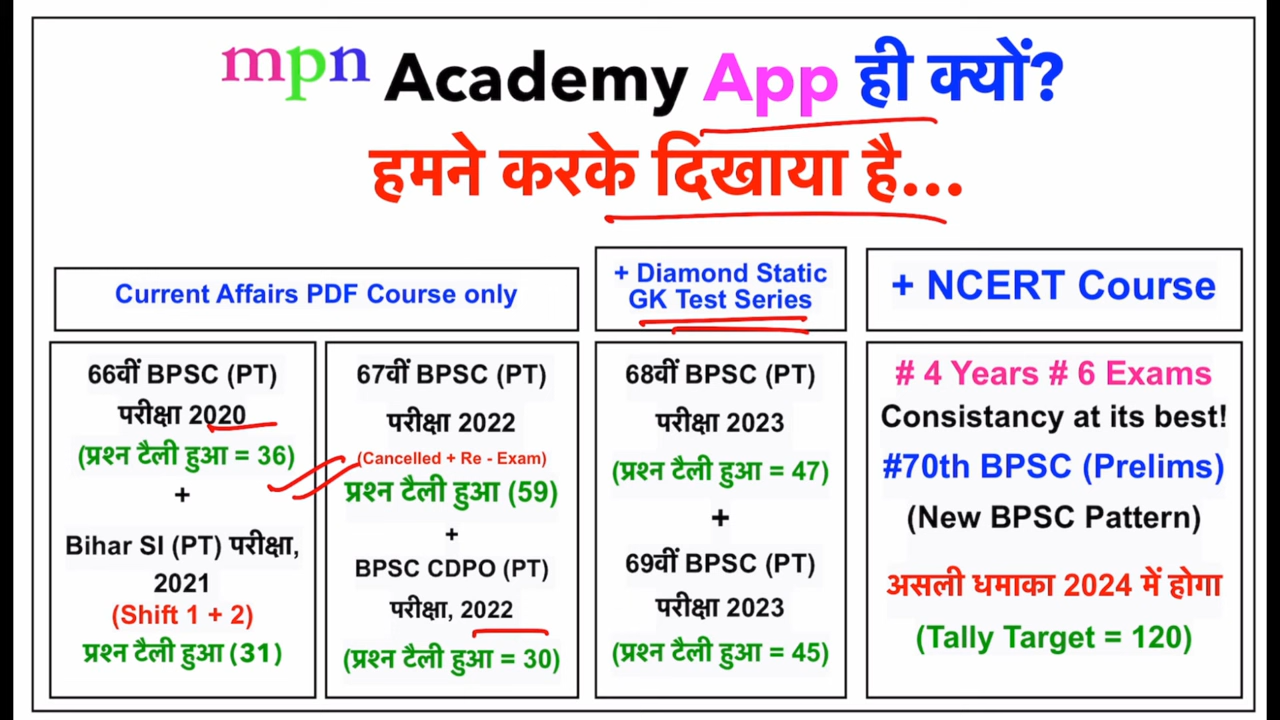 mpn Academy App ही क्यों?
हमने करके दिखाया है...
Current Affairs PDF Course only
66वीं BPSC (PT)
परीक्षा 2020
(प्रश्न टैली हुआ = 36)
+
Bihar SI (PT) परीक्षा,
2021
(Shift 1 + 2)
प्रश्न टैली हुआ (31)
67वीं BPSC (PT)
परीक्षा 2022
(Cancelled + Re - Exam)
प्रश्न टैली हुआ (59)
+
BPSC CDPO (PT)
परीक्षा, 2022
(प्रश्न टैली हुआ = 30)
+ Diamond Static
GK Test Series
68वीं BPSC (PT)
परीक्षा 2023
(प्रश्न टैली हुआ = 47)
+
69वीं BPSC (PT)
परीक्षा 2023
(प्रश्न टैली हुआ = 45)
+ NCERT Course
# 4 Years # 6 Exams
Consistancy at its best!
#70th BPSC (Prelims)
(New BPSC Pattern)
असली धमाका 2024 में होगा
(Tally Target = 120)